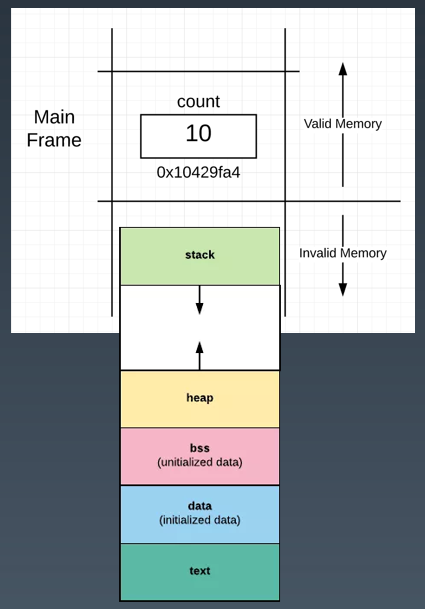 count
Main
Frame
10
0x10429fa4
Valid Memory
Invalid Memory
stack
heap
bss
(unitialized data)
data
(initialized data)
text